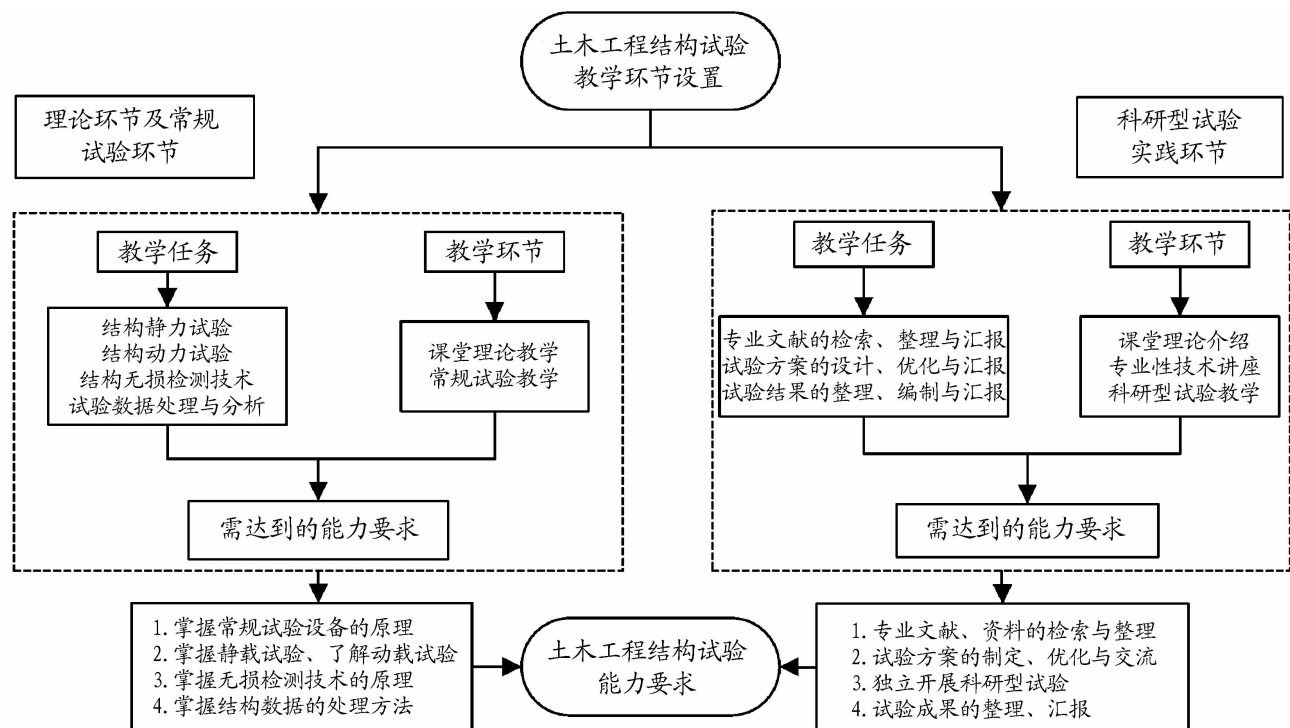 土木工程结构试验
教学环节设置
理论环节及常规
试验环节
科研型试验
实践环节
教学任务
教学环节
结构静力试验
结构动力试验
结构无损检测技术
试验数据处理与分析
课堂理论教学
常规试验教学
需达到的能力要求
教学任务
教学环节
专业文献的检索、整理与汇报
试验方案的设计、优化与汇报
试验结果的整理、编制与汇报
课堂理论介绍
专业性技术讲座
科研型试验教学
需达到的能力要求
1. 掌握常规试验设备的原理
2. 掌握静载试验、了解动载试验
3. 掌握无损检测技术的原理
4. 掌握结构数据的处理方法
土木工程结构试验
能力要求
1. 专业文献、资料的检索与整理
2. 试验方案的制定、优化与交流
3. 独立开展科研型试验
4. 试验成果的整理、汇报